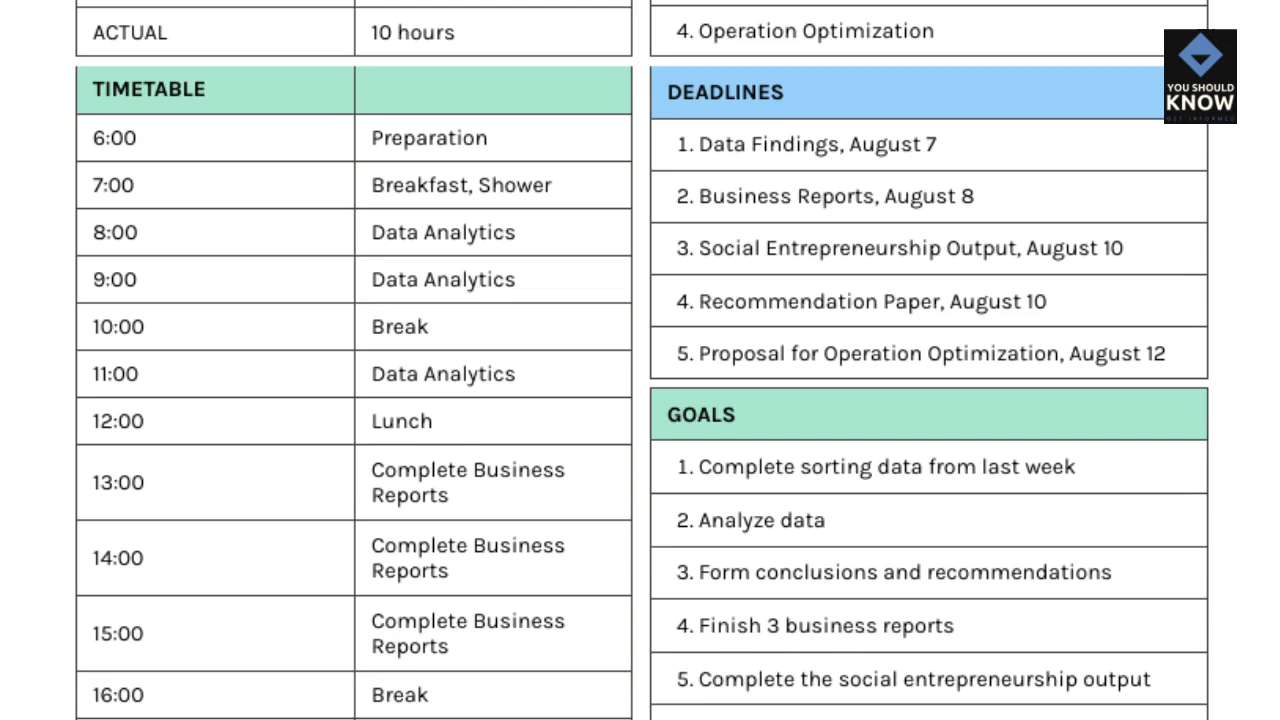 ACTUAL
10 hours
TIMETABLE
6:00
Preparation
7:00
Breakfast, Shower
8:00
Data Analytics
9:00
Data Analytics
10:00
Break
11:00
Data Analytics
12:00
Lunch
13:00
Complete Business
Reports
14:00
Complete Business
Reports
15:00
Complete Business
Reports
16:00
Break
4. Operation Optimization
DEADLINES
1. Data Findings, August 7
2. Business Reports, August 8
3. Social Entrepreneurship Output, August 10
4. Recommendation Paper, August 10
5. Proposal for Operation Optimization, August 12
GOALS
1. Complete sorting data from last week
2. Analyze data
3. Form conclusions and recommendations
4. Finish 3 business reports
5. Complete the social entrepreneurship output
YOU SHOULD
KNOW
GET INFORMED